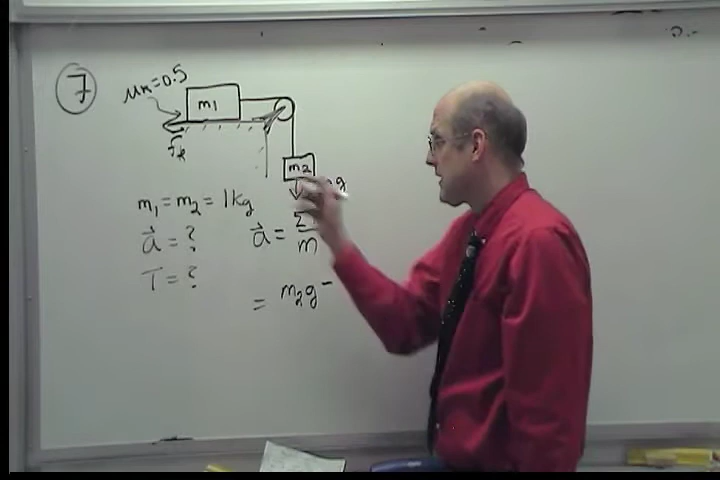 7
μk=0.5
m1
fk
m2
g
m1 = m2 = 1kg
a⃗ = ?
a⃗ = Σ / m
T = ?
= m2g -